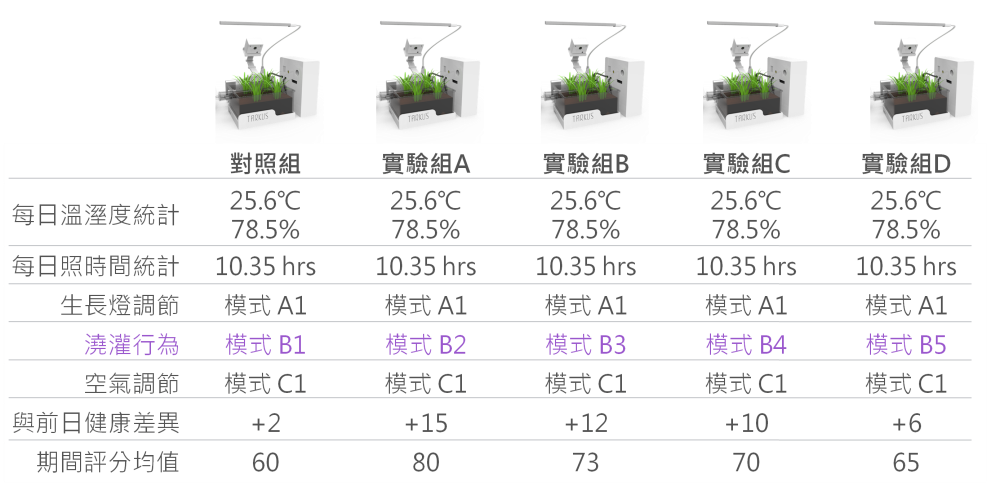 TARKUS TARKUS TARKUS TARKUS TARKUS
對照組 實驗組A 實驗組B 實驗組C 實驗組D
每日溫溼度統計 25.6℃ 25.6℃ 25.6℃ 25.6℃ 25.6℃
78.5% 78.5% 78.5% 78.5% 78.5%
每日照時間統計 10.35 hrs 10.35 hrs 10.35 hrs 10.35 hrs 10.35 hrs
生長燈調節 模式 A1 模式 A1 模式 A1 模式 A1 模式 A1
澆灌行為 模式 B1 模式 B2 模式 B3 模式 B4 模式 B5
空氣調節 模式 C1 模式 C1 模式 C1 模式 C1 模式 C1
與前日健康差異 +2 +15 +12 +10 +6
期間評分均值 60 80 73 70 65